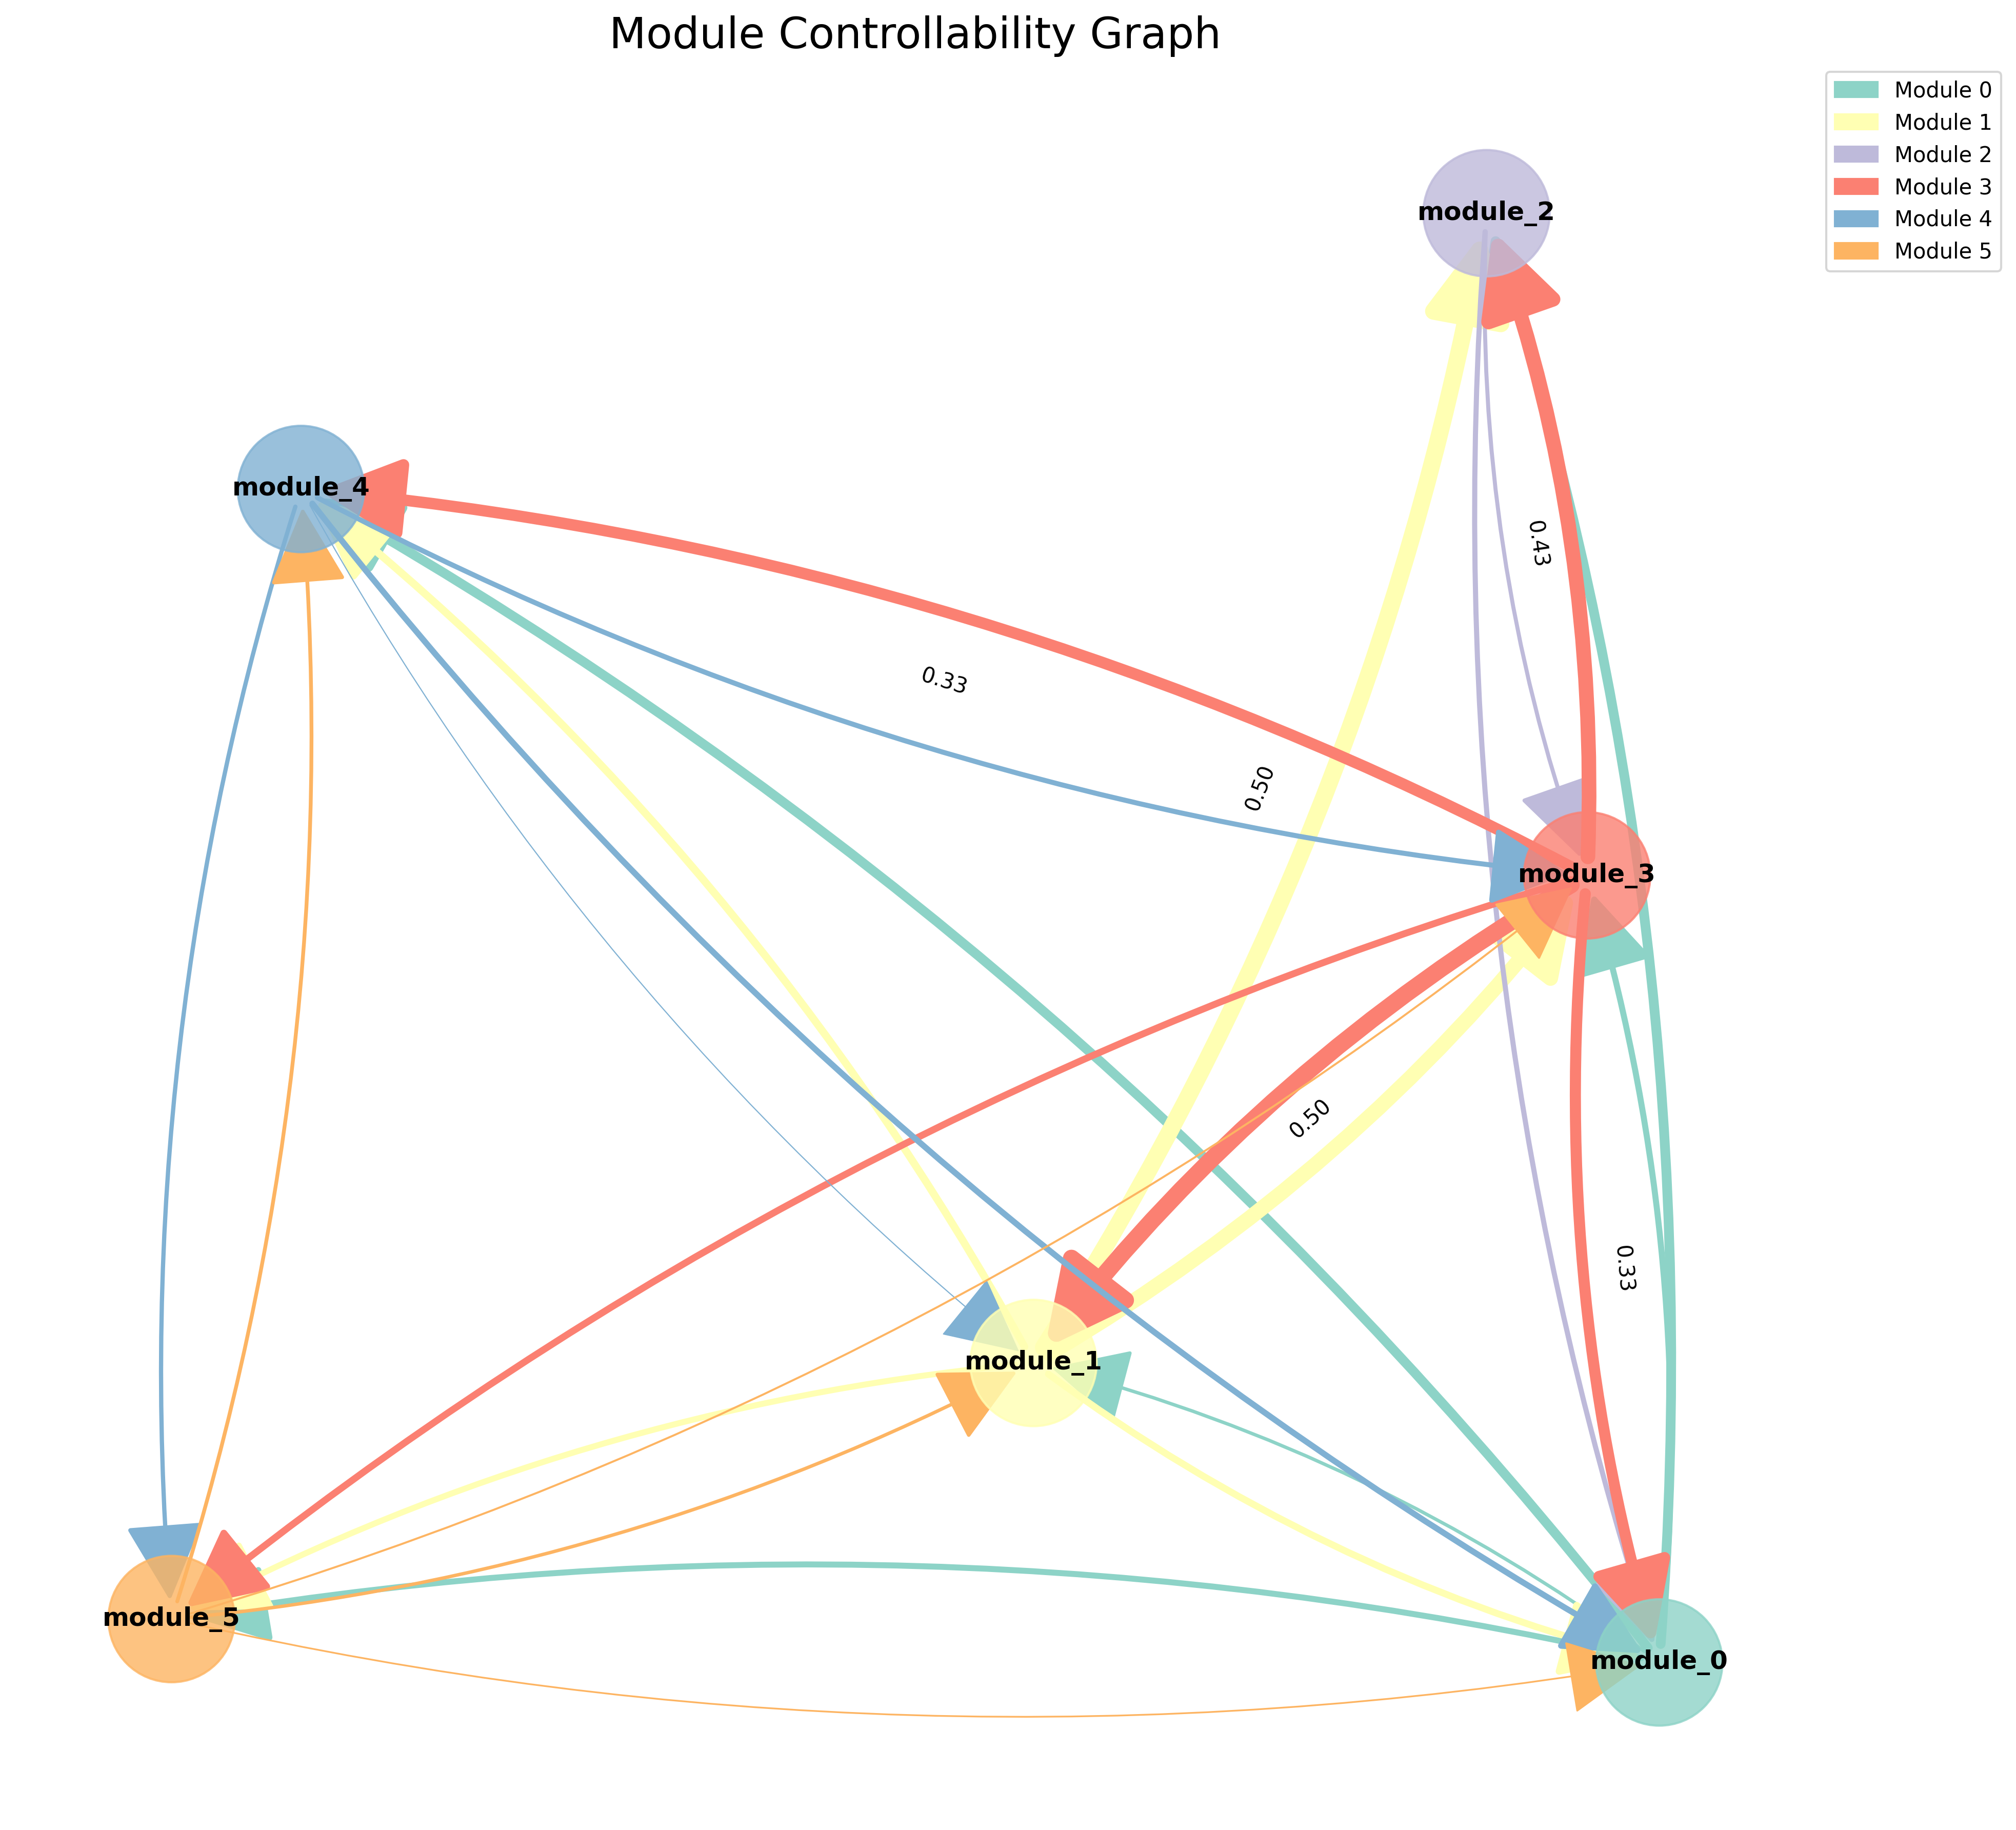 Module Controllability Graph
Module 0
Module 1
Module 2
Module 3
Module 4
Module 5
module_2
module_4
0.43
0.33
0.50
module_3
0.50
0.33
module_1
module_5
module_0